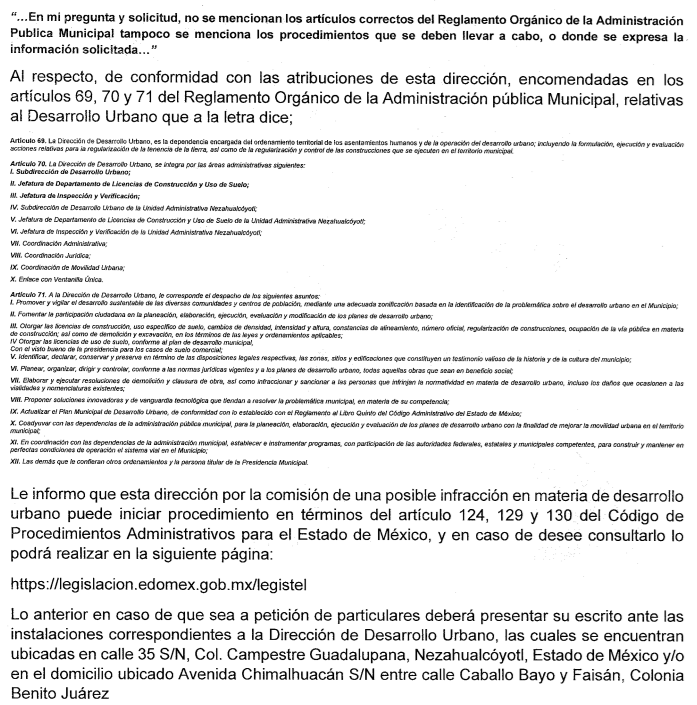 “…En mi pregunta y solicitud, no se mencionan los artículos correctos del Reglamento Orgánico de la Administración
Publica Municipal tampoco se menciona los procedimientos que se deben llevar a cabo, o donde se expresa la
información solicitada…”
Al respecto, de conformidad con las atribuciones de esta dirección, encomendadas en los
artículos 69, 70 y 71 del Reglamento Orgánico de la Administración pública Municipal, relativas
al Desarrollo Urbano que a la letra dice;
Artículo 69. La Dirección de Desarrollo Urbano, es la dependencia encargada del ordenamiento territorial de los asentamientos humanos y de la operación del desarrollo urbano; incluyendo la formulación, ejecución y evaluación
acciones relativas para la regularización de la tenencia de la tierra, así como de la regularización y control de las construcciones que se ejecuten en el territorio municipal.
Artículo 70. La Dirección de Desarrollo Urbano, se integra por las áreas administrativas siguientes:
I. Subdirección de Desarrollo Urbano;
II. Jefatura de Departamento de Licencias de Construcción y Uso de Suelo;
III. Jefatura de Inspección y Verificación;
IV. Subdirección de Desarrollo Urbano de la Unidad Administrativa Nezahualcóyotl;
V. Jefatura de Departamento de Licencias de Construcción y Uso de Suelo de la Unidad Administrativa Nezahualcóyotl;
VI. Jefatura de Inspección y Verificación de la Unidad Administrativa Nezahualcóyotl;
VII. Coordinación Administrativa;
VIII. Coordinación Jurídica;
IX. Coordinación de Movilidad Urbana;
X. Enlace con Ventanilla Única.
Artículo 71. A la Dirección de Desarrollo Urbano, le corresponde el despacho de los siguientes asuntos:
I. Promover y vigilar el desarrollo sustentable de las diversas comunidades y centros de población, mediante una adecuada zonificación basada en la identificación de la problemática sobre el desarrollo urbano en el Municipio;
II. Fomentar la participación ciudadana en la planeación, elaboración, ejecución, evaluación y modificación de los planes de desarrollo urbano;
III. Otorgar las licencias de construcción, uso específico de suelo, cambios de densidad, intensidad y altura, constancias de alineamiento, número oficial, regularización de construcciones, ocupación de la vía pública en materia
de construcción; así como de demolición y excavación, en los términos de las leyes y ordenamientos aplicables;
IV Otorgar las licencias de uso de suelo, conforme al plan de desarrollo municipal,
Con el visto bueno de la presidencia para los casos de suelo comercial;
V. Identificar, declarar, conservar y preserva en término de las disposiciones legales respectivas, las zonas, sitios y edificaciones que constituyen un testimonio valioso de la historia y de la cultura del municipio;
VI. Planear, organizar, dirigir y controlar, conforme a las normas jurídicas vigentes y a los planes de desarrollo urbano, todas aquellas obras que sean en beneficio social;
VII. Elaborar y ejecutar resoluciones de demolición y clausura de obra, así como infraccionar y sancionar a las personas que infrinjan la normatividad en materia de desarrollo urbano, incluso los daños que ocasionen a las
vialidades y nomenclaturas existentes;
VIII. Proponer soluciones innovadoras y de vanguardia tecnológica que tiendan a resolver la problemática municipal, en materia de su competencia;
IX. Actualizar el Plan Municipal de Desarrollo Urbano, de conformidad con lo establecido con el Reglamento al Libro Quinto del Código Administrativo del Estado de México;
X. Coadyuvar con las dependencias de la administración pública municipal, para la planeación, elaboración, ejecución y evaluación de los planes de desarrollo urbano con la finalidad de mejorar la movilidad urbana en el territorio
municipal;
XI. En coordinación con las dependencias de la administración municipal, establecer e instrumentar programas, con participación de las autoridades federales, estatales y municipales competentes, para construir y mantener en
perfectas condiciones de operación el sistema vial en el Municipio;
XII. Las demás que le confieran otros ordenamientos y la persona titular de la Presidencia Municipal.
Le informo que esta dirección por la comisión de una posible infracción en materia de desarrollo
urbano puede iniciar procedimiento en términos del artículo 124, 129 y 130 del Código de
Procedimientos Administrativos para el Estado de México, y en caso de desee consultarlo lo
podrá realizar en la siguiente página:
https://legislacion.edomex.gob.mx/legistel
Lo anterior en caso de que sea a petición de particulares deberá presentar su escrito ante las
instalaciones correspondientes a la Dirección de Desarrollo Urbano, las cuales se encuentran
ubicadas en calle 35 S/N, Col. Campestre Guadalupana, Nezahualcóyotl, Estado de México y/o
en el domicilio ubicado Avenida Chimalhuacán S/N entre calle Caballo Bayo y Faisán, Colonia
Benito Juárez